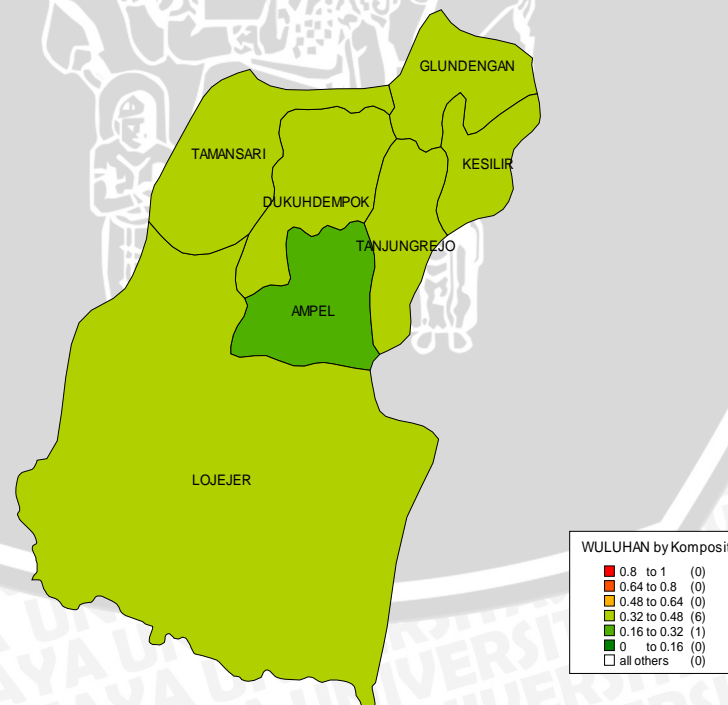 GLUNDENGAN
TAMANSARI
KESILIR
DUKUHDEMPOK
TANJUNGREJO
AMPEL
LOJEJER
WULUHAN by Komposit
0.8 to 1 (0)
0.64 to 0.8 (0)
0.48 to 0.64 (0)
0.32 to 0.48 (6)
0.16 to 0.32 (1)
0 to 0.16 (0)
all others (0)